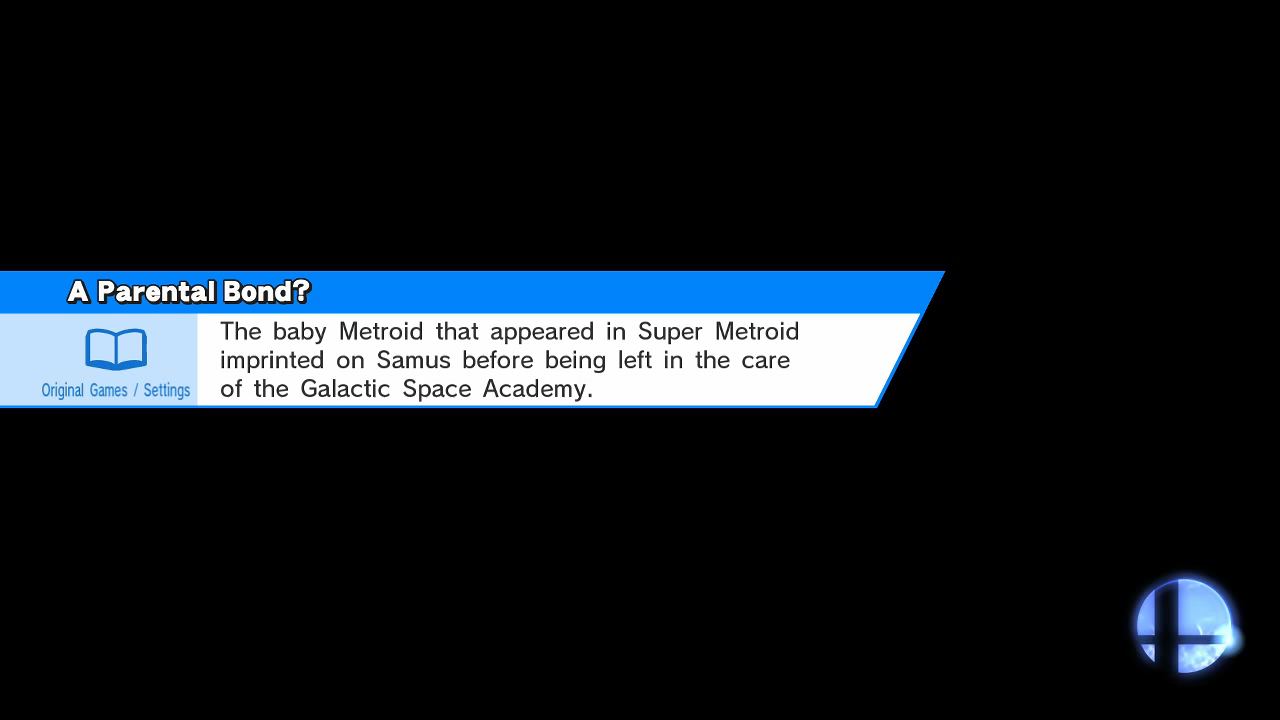 A Parental Bond?
The baby Metroid that appeared in Super Metroid
imprinted on Samus before being left in the care
of the Galactic Space Academy.
Original Games / Settings